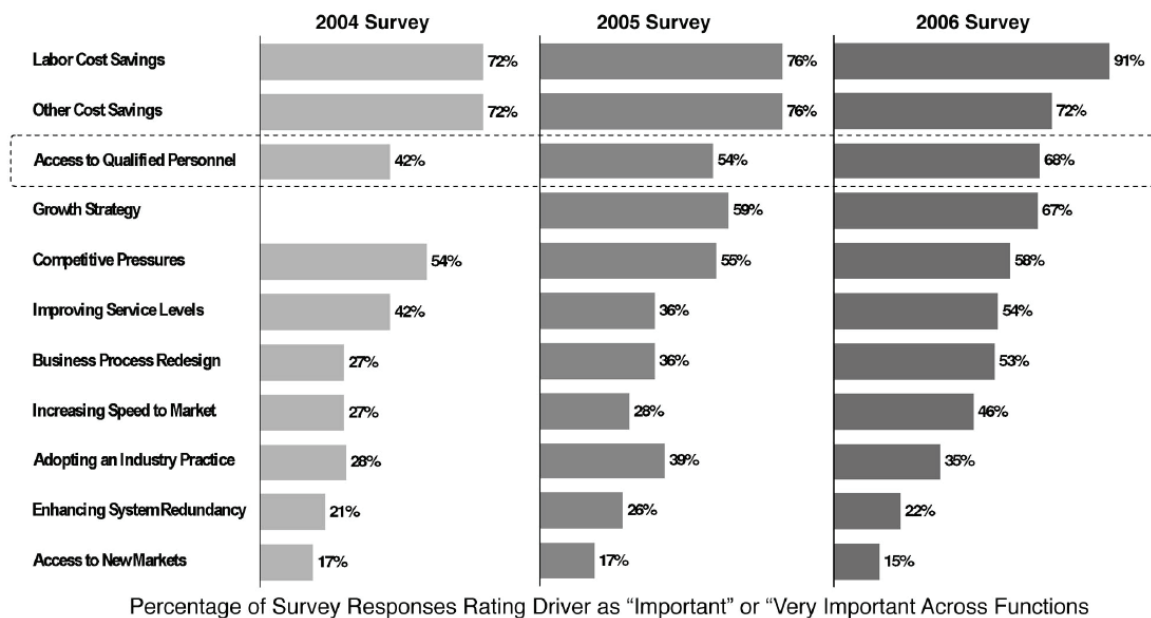 2004 Survey 2005 Survey 2006 Survey
Labor Cost Savings 72% 76% 91%
Other Cost Savings 72% 76% 72%
Access to Qualified Personnel 42% 54% 68%
Growth Strategy 59% 67%
Competitive Pressures 54% 55% 58%
Improving Service Levels 42% 36% 54%
Business Process Redesign 27% 36% 53%
Increasing Speed to Market 27% 28% 46%
Adopting an Industry Practice 28% 39% 35%
Enhancing System Redundancy 21% 26% 22%
Access to New Markets 17% 17% 15%
Percentage of Survey Responses Rating Driver as “Important” or “Very Important Across Functions